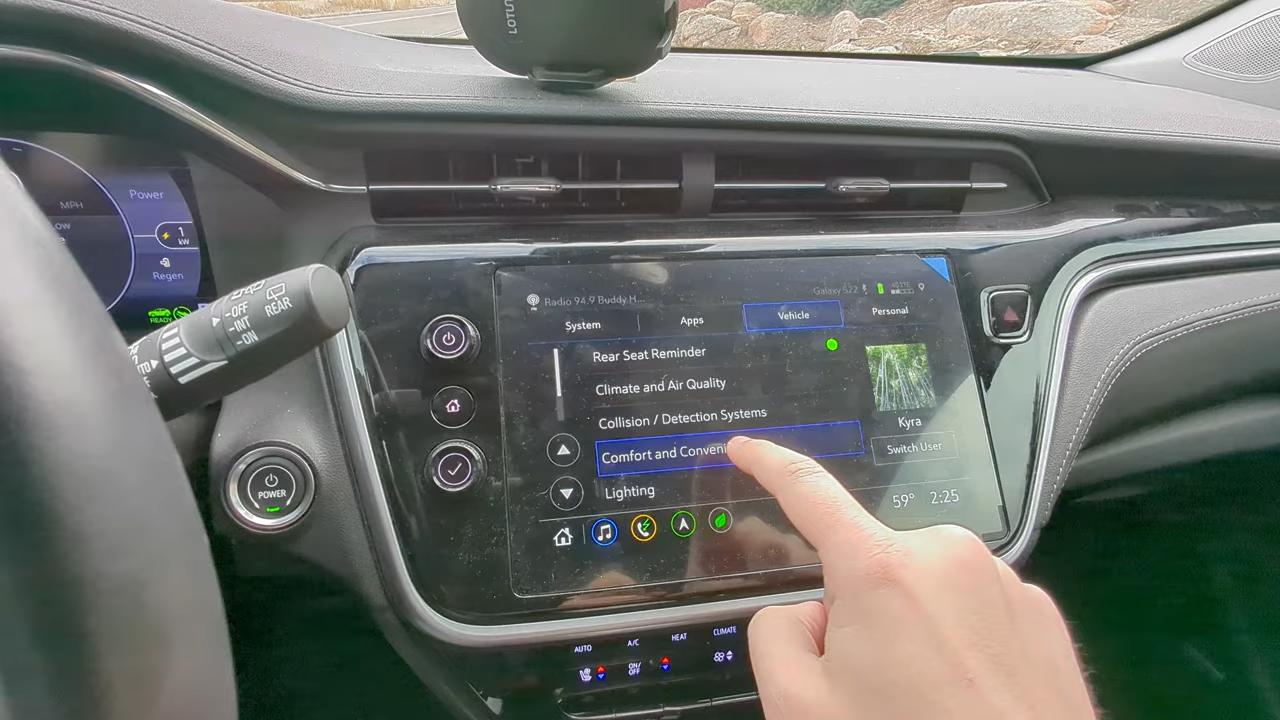 LOTUN
Power
MPH
1
kW
Regen
READY
OFF
INT
ON
REAR
POWER
Radio 94.9 Buddy H...
Galaxy S22
System
Apps
Vehicle
Personal
Rear Seat Reminder
Climate and Air Quality
Collision / Detection Systems
Comfort and Conveni
Lighting
Kyra
Switch User
59° 2:25
AUTO
A/C
HEAT
CLIMATE
ON/
OFF